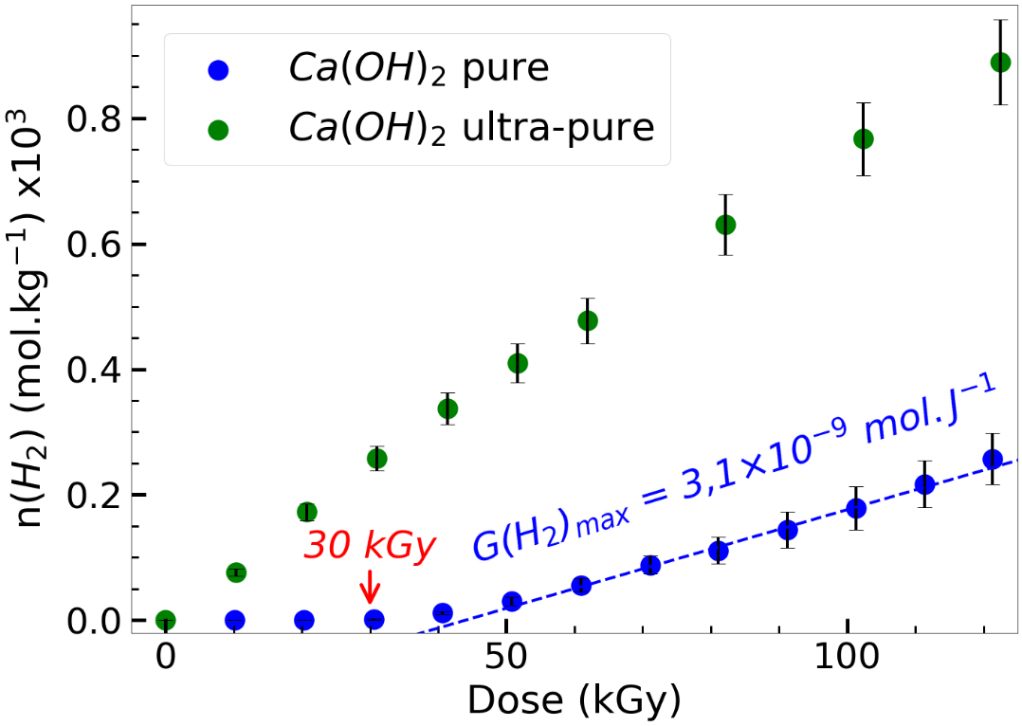 n(H₂) (mol.kg⁻¹) x10³
0.8
0.6
0.4
0.2
0.0
Ca(OH)₂ pure
Ca(OH)₂ ultra-pure
30 kGy
G(H₂)ₘₐₓ = 3,1×10⁻⁹ mol.J⁻¹
0 50 100
Dose (kGy)